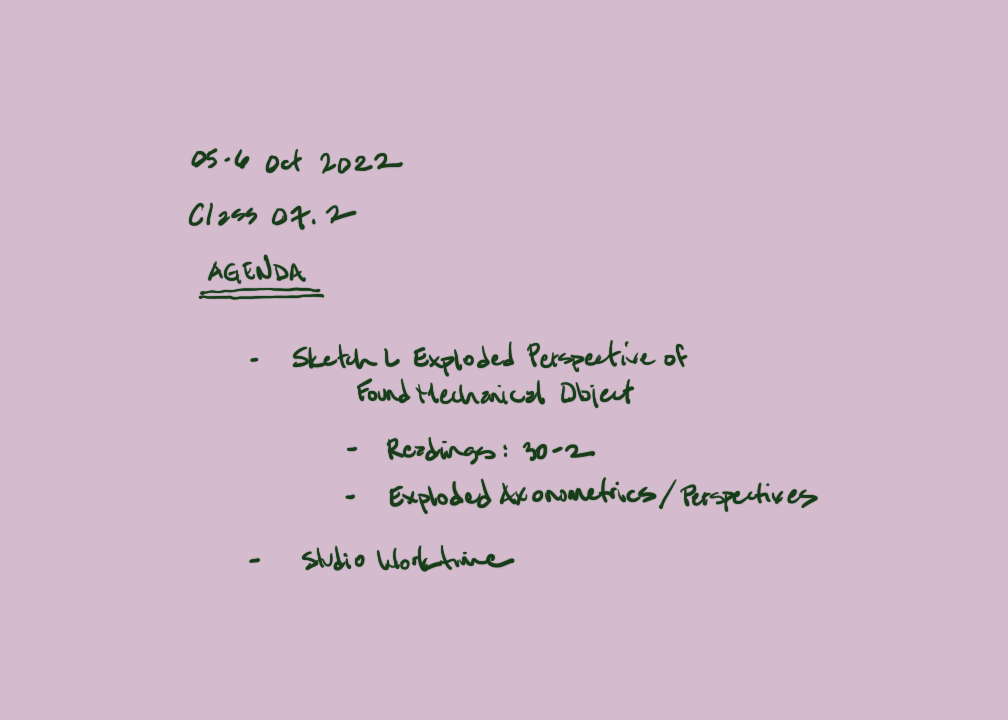 05-6 Oct 2022
Class 07.2
AGENDA
- Sketch L Exploded Perspective of
Found Mechanical Object
- Readings: 30-2
- Exploded Axonometrics/Perspectives
- Studio Worktime